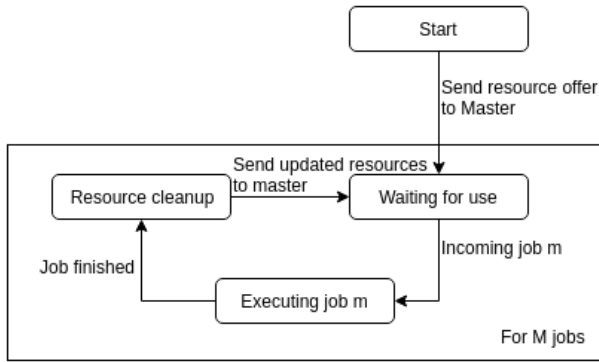 Start
Send resource offer
to Master
Send updated resources
to master
Resource cleanup
Waiting for use
Incoming job m
Job finished
Executing job m
For M jobs